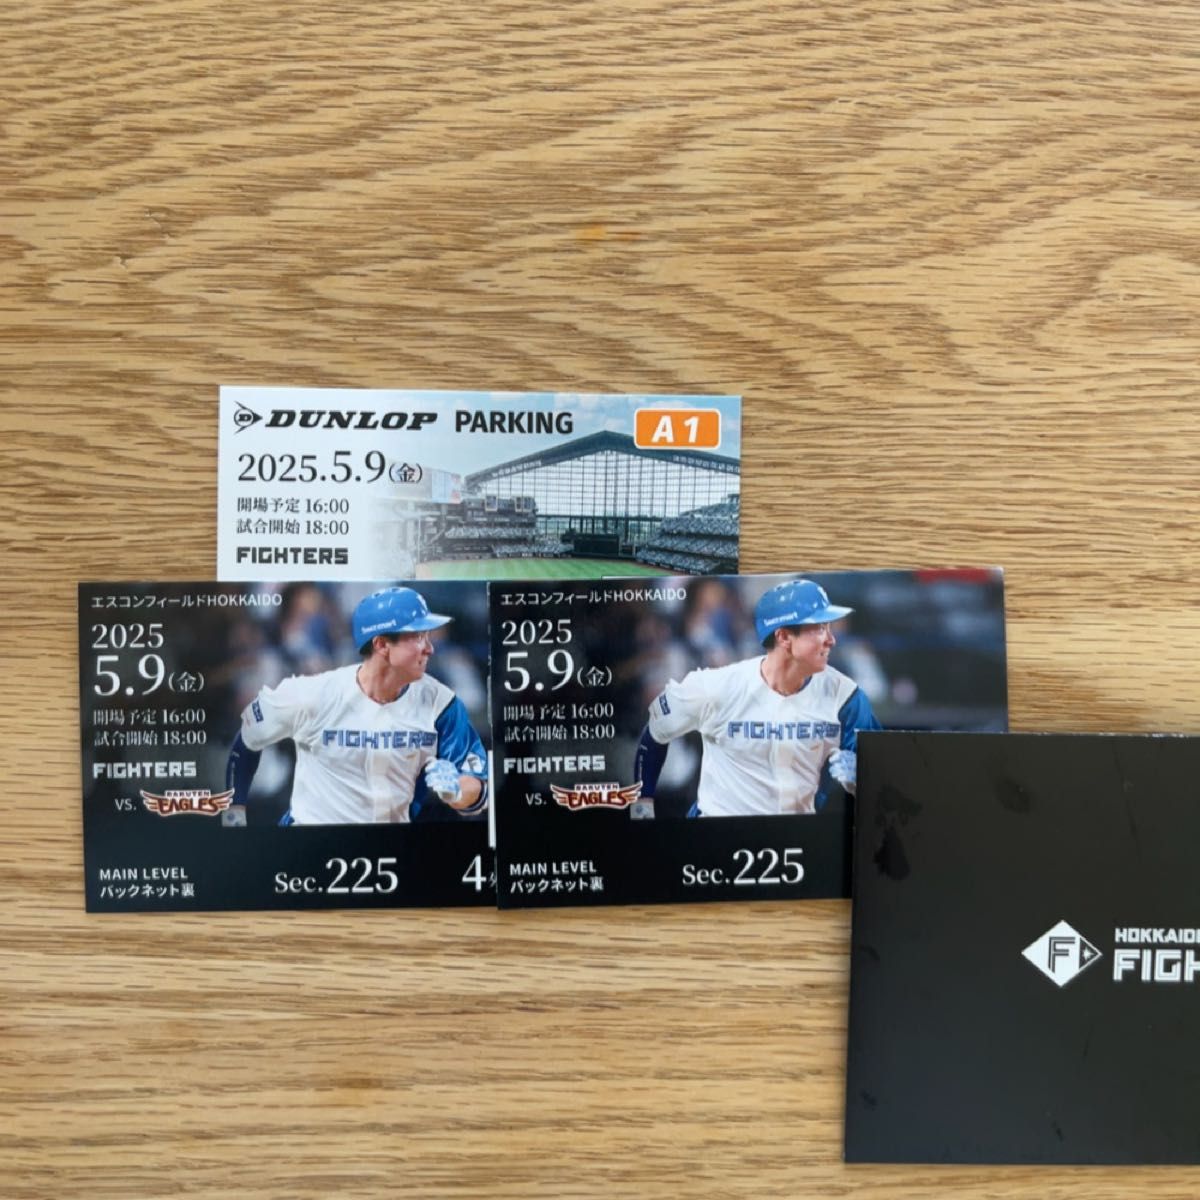 DUNLOP PARKING A1
2025.5.9(金)
開場予定 16:00
試合開始 18:00
FIGHTERS
エスコンフィールドHOKKAIDO
2025
5.9(金)
開場予定 16:00
試合開始 18:00
FIGHTERS
VS. RAKUTEN EAGLES
FIGHTERS
MAIN LEVEL
バックネット裏
Sec.225 4
エスコンフィールドHOKKAIDO
2025
5.9(金)
開場予定 16:00
試合開始 18:00
FIGHTERS
VS. RAKUTEN EAGLES
FIGHTERS
MAIN LEVEL
バックネット裏
Sec.225
F
HOKKAIDO
FIGH